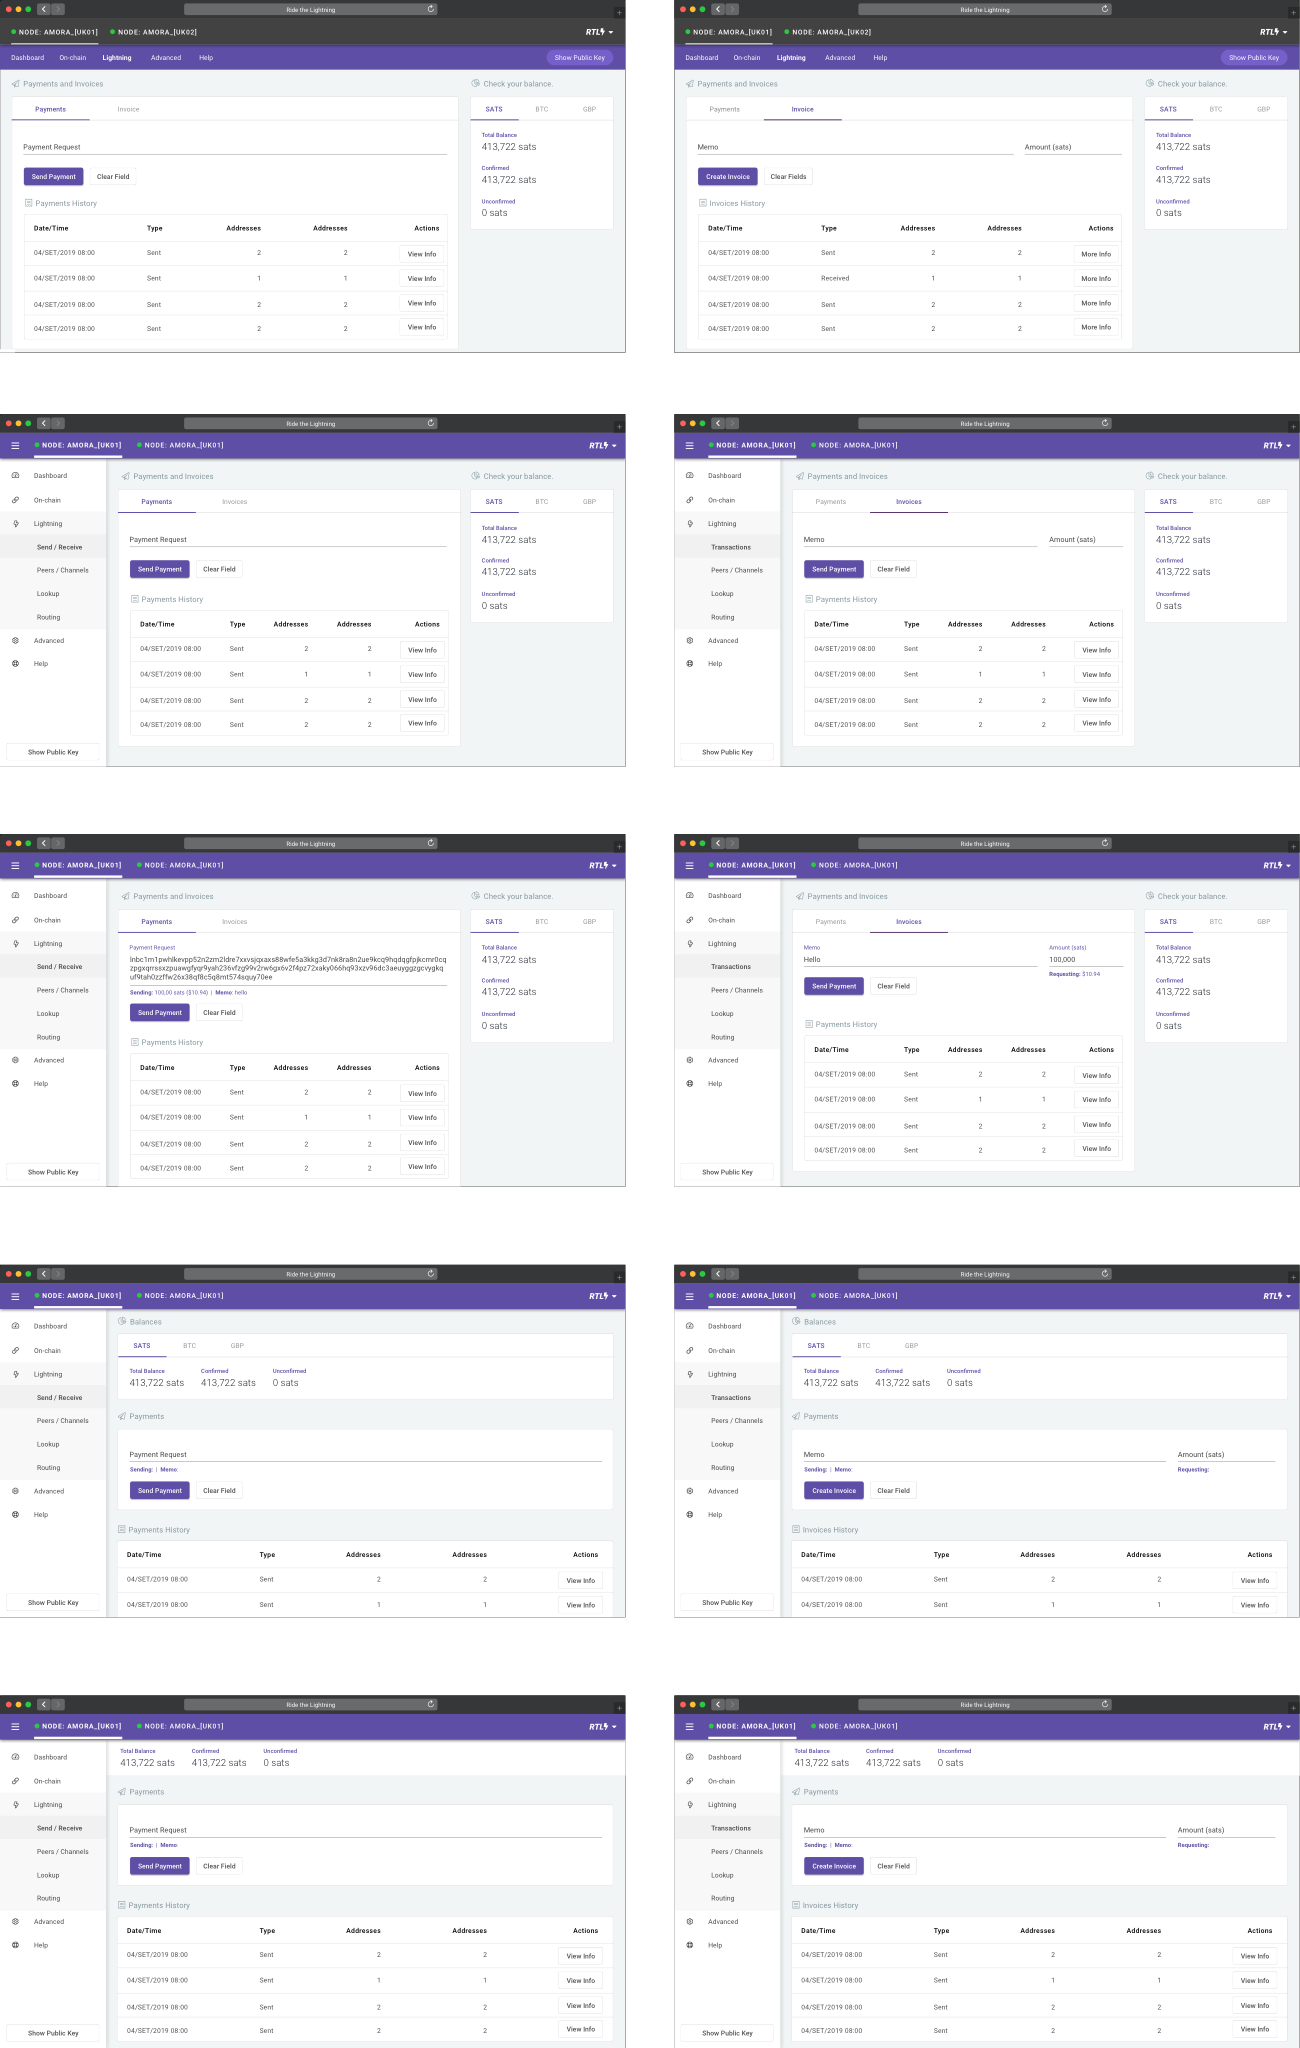 Ride the Lightning
NODE: AMORA_[UK01] NODE: AMORA_[UK02] RTL
Dashboard On-chain Lightning Advanced Help Show Public Key
Payments and Invoices Check your balance.
Payments Invoice SATS BTC GBP
Total Balance
Payment Request 413,722 sats
Confirmed
Send Payment Clear Field 413,722 sats
Payments History Unconfirmed
0 sats
Date/Time Type Addresses Addresses Actions
04/SET/2019 08:00 Sent 2 2 View Info
04/SET/2019 08:00 Sent 1 1 View Info
04/SET/2019 08:00 Sent 2 2 View Info
04/SET/2019 08:00 Sent 2 2 View Info
Ride the Lightning
NODE: AMORA_[UK01] NODE: AMORA_[UK02] RTL
Dashboard On-chain Lightning Advanced Help Show Public Key
Payments and Invoices Check your balance.
Payments Invoice SATS BTC GBP
Total Balance
Memo Amount (sats) 413,722 sats
Confirmed
Create Invoice Clear Fields 413,722 sats
Invoices History Unconfirmed
0 sats
Date/Time Type Addresses Addresses Actions
04/SET/2019 08:00 Sent 2 2 More Info
04/SET/2019 08:00 Received 1 1 More Info
04/SET/2019 08:00 Sent 2 2 More Info
04/SET/2019 08:00 Sent 2 2 More Info
Ride the Lightning
NODE: AMORA_[UK01] NODE: AMORA_[UK01] RTL
Dashboard
On-chain
Lightning
Send / Receive
Peers / Channels
Lookup
Routing
Advanced
Help
Show Public Key
Payments and Invoices
Payments Invoices
Payment Request
Send Payment Clear Field
Payments History
Date/Time Type Addresses Addresses Actions
04/SET/2019 08:00 Sent 2 2 View Info
04/SET/2019 08:00 Sent 1 1 View Info
04/SET/2019 08:00 Sent 2 2 View Info
04/SET/2019 08:00 Sent 2 2 View Info
Check your balance.
SATS BTC GBP
Total Balance
413,722 sats
Confirmed
413,722 sats
Unconfirmed
0 sats
Ride the Lightning
NODE: AMORA_[UK01] NODE: AMORA_[UK01] RTL
Dashboard
On-chain
Lightning
Transactions
Peers / Channels
Lookup
Routing
Advanced
Help
Show Public Key
Payments and Invoices
Payments Invoices
Memo Amount (sats)
Send Payment Clear Field
Payments History
Date/Time Type Addresses Addresses Actions
04/SET/2019 08:00 Sent 2 2 View Info
04/SET/2019 08:00 Sent 1 1 View Info
04/SET/2019 08:00 Sent 2 2 View Info
04/SET/2019 08:00 Sent 2 2 View Info
Check your balance.
SATS BTC GBP
Total Balance
413,722 sats
Confirmed
413,722 sats
Unconfirmed
0 sats
Ride the Lightning
NODE: AMORA_[UK01] NODE: AMORA_[UK01] RTL
Dashboard
On-chain
Lightning
Send / Receive
Peers / Channels
Lookup
Routing
Advanced
Help
Show Public Key
Payments and Invoices
Payments Invoices
Payment Request
lnbc1m1pwhlkevpp52n2zm2ldre7xxvsjqxaxs88wfe5a3kkg3d7nk8ra8n2ue9kcq9hqdqgfpjkcmr0cq
zpgxqrrssxzpuawgfyqr9yah236vfzg99v2rw6gx6v2f4pz72xaky066hq93xzv96dc3aeuyggzgcvygkq
uf9tah0zzffw26x38qf8c5q8mt574squy70ee
Sending: 100,00 sats ($10.94) | Memo: hello
Send Payment Clear Field
Payments History
Date/Time Type Addresses Addresses Actions
04/SET/2019 08:00 Sent 2 2 View Info
04/SET/2019 08:00 Sent 1 1 View Info
04/SET/2019 08:00 Sent 2 2 View Info
04/SET/2019 08:00 Sent 2 2 View Info
Check your balance.
SATS BTC GBP
Total Balance
413,722 sats
Confirmed
413,722 sats
Unconfirmed
0 sats
Ride the Lightning
NODE: AMORA_[UK01] NODE: AMORA_[UK01] RTL
Dashboard
On-chain
Lightning
Transactions
Peers / Channels
Lookup
Routing
Advanced
Help
Show Public Key
Payments and Invoices
Payments Invoices
Memo Amount (sats)
Hello 100,000
Requesting: $10.94
Send Payment Clear Field
Payments History
Date/Time Type Addresses Addresses Actions
04/SET/2019 08:00 Sent 2 2 View Info
04/SET/2019 08:00 Sent 1 1 View Info
04/SET/2019 08:00 Sent 2 2 View Info
04/SET/2019 08:00 Sent 2 2 View Info
Check your balance.
SATS BTC GBP
Total Balance
413,722 sats
Confirmed
413,722 sats
Unconfirmed
0 sats
Ride the Lightning
NODE: AMORA_[UK01] NODE: AMORA_[UK01] RTL
Dashboard
On-chain
Lightning
Send / Receive
Peers / Channels
Lookup
Routing
Advanced
Help
Show Public Key
Balances
SATS BTC GBP
Total Balance Confirmed Unconfirmed
413,722 sats 413,722 sats 0 sats
Payments
Payment Request
Sending: | Memo:
Send Payment Clear Field
Payments History
Date/Time Type Addresses Addresses Actions
04/SET/2019 08:00 Sent 2 2 View Info
04/SET/2019 08:00 Sent 1 1 View Info
Ride the Lightning
NODE: AMORA_[UK01] NODE: AMORA_[UK01] RTL
Dashboard
On-chain
Lightning
Transactions
Peers / Channels
Lookup
Routing
Advanced
Help
Show Public Key
Balances
SATS BTC GBP
Total Balance Confirmed Unconfirmed
413,722 sats 413,722 sats 0 sats
Payments
Memo Amount (sats)
Sending: | Memo: Requesting:
Create Invoice Clear Field
Invoices History
Date/Time Type Addresses Addresses Actions
04/SET/2019 08:00 Sent 2 2 View Info
04/SET/2019 08:00 Sent 1 1 View Info
Ride the Lightning
NODE: AMORA_[UK01] NODE: AMORA_[UK01] RTL
Dashboard
On-chain
Lightning
Send / Receive
Peers / Channels
Lookup
Routing
Advanced
Help
Show Public Key
Total Balance Confirmed Unconfirmed
413,722 sats 413,722 sats 0 sats
Payments
Payment Request
Sending: | Memo:
Send Payment Clear Field
Payments History
Date/Time Type Addresses Addresses Actions
04/SET/2019 08:00 Sent 2 2 View Info
04/SET/2019 08:00 Sent 1 1 View Info
04/SET/2019 08:00 Sent 2 2 View Info
04/SET/2019 08:00 Sent 2 2 View Info
Ride the Lightning
NODE: AMORA_[UK01] NODE: AMORA_[UK01] RTL
Dashboard
On-chain
Lightning
Transactions
Peers / Channels
Lookup
Routing
Advanced
Help
Show Public Key
Total Balance Confirmed Unconfirmed
413,722 sats 413,722 sats 0 sats
Payments
Memo Amount (sats)
Sending: | Memo: Requesting:
Create Invoice Clear Field
Invoices History
Date/Time Type Addresses Addresses Actions
04/SET/2019 08:00 Sent 2 2 View Info
04/SET/2019 08:00 Sent 1 1 View Info
04/SET/2019 08:00 Sent 2 2 View Info
04/SET/2019 08:00 Sent 2 2 View Info